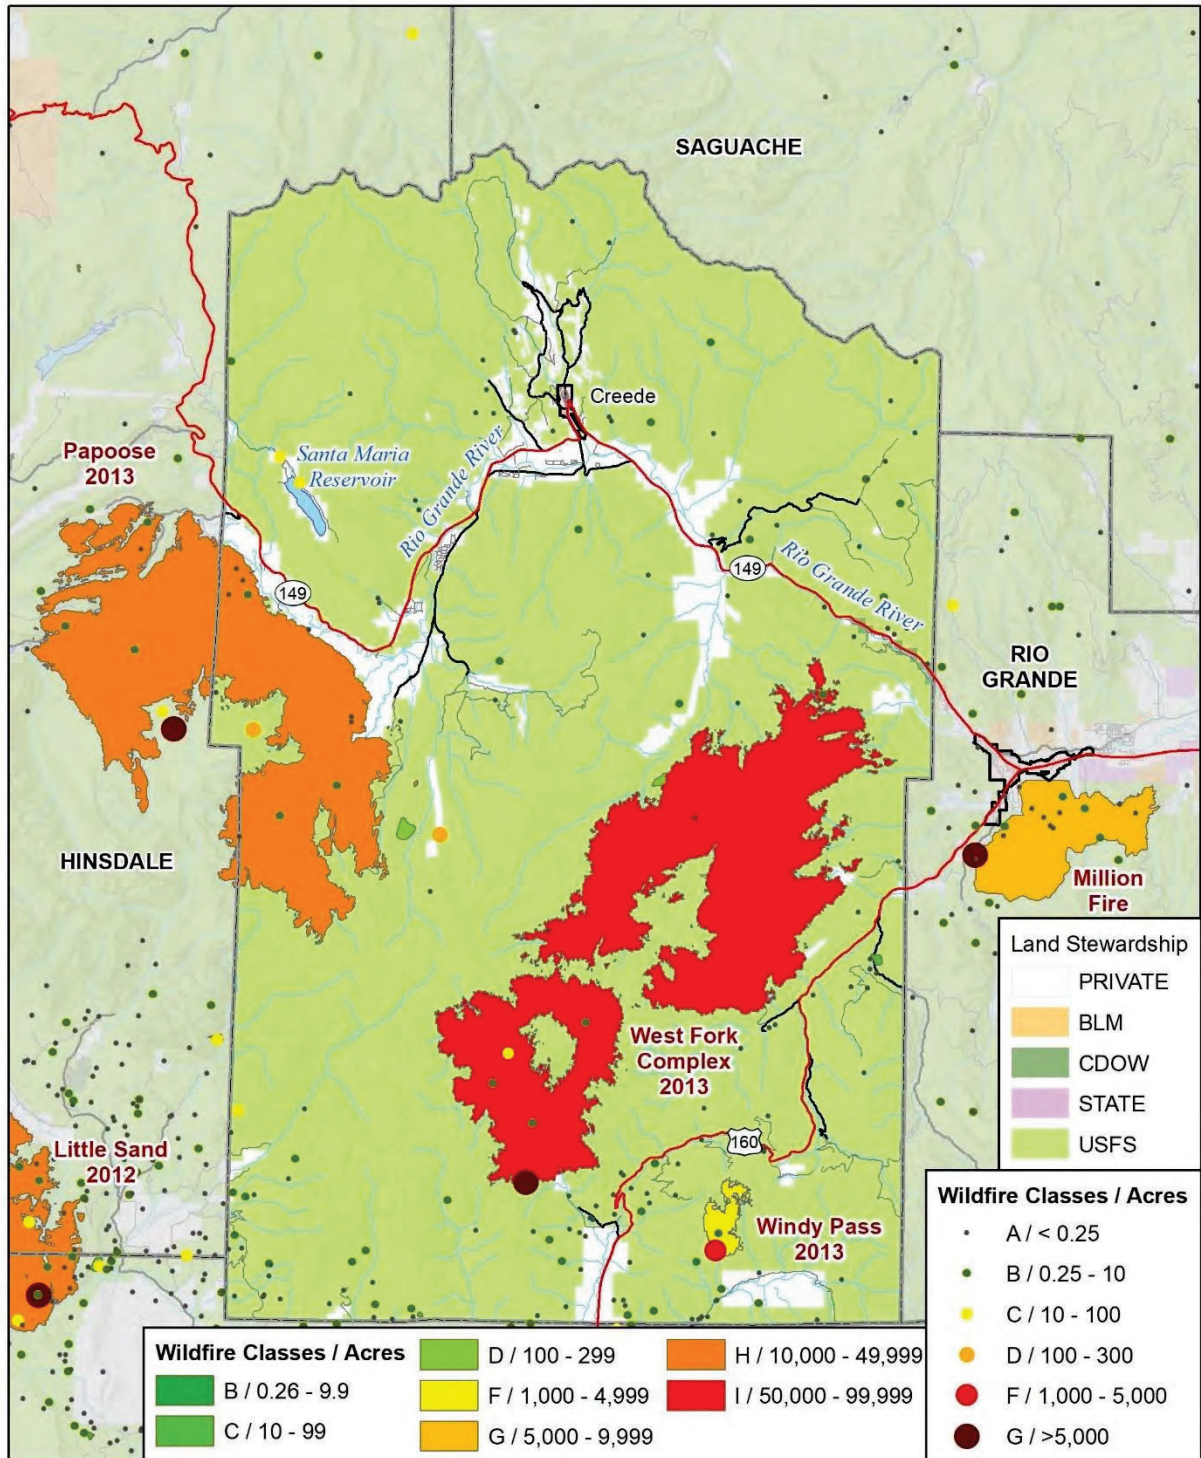 SAGUACHE
Creede
Papoose
2013
Santa Maria
Reservoir
Rio Grande River
149
149
Rio Grande River
RIO
GRANDE
HINSDALE
Million
Fire
West Fork
Complex
2013
160
Little Sand
2012
Windy Pass
2013
Land Stewardship
PRIVATE
BLM
CDOW
STATE
USFS
Wildfire Classes / Acres
A / < 0.25
B / 0.25 - 10
C / 10 - 100
D / 100 - 300
F / 1,000 - 5,000
G / >5,000
Wildfire Classes / Acres
B / 0.26 - 9.9
C / 10 - 99
D / 100 - 299
F / 1,000 - 4,999
G / 5,000 - 9,999
H / 10,000 - 49,999
I / 50,000 - 99,999